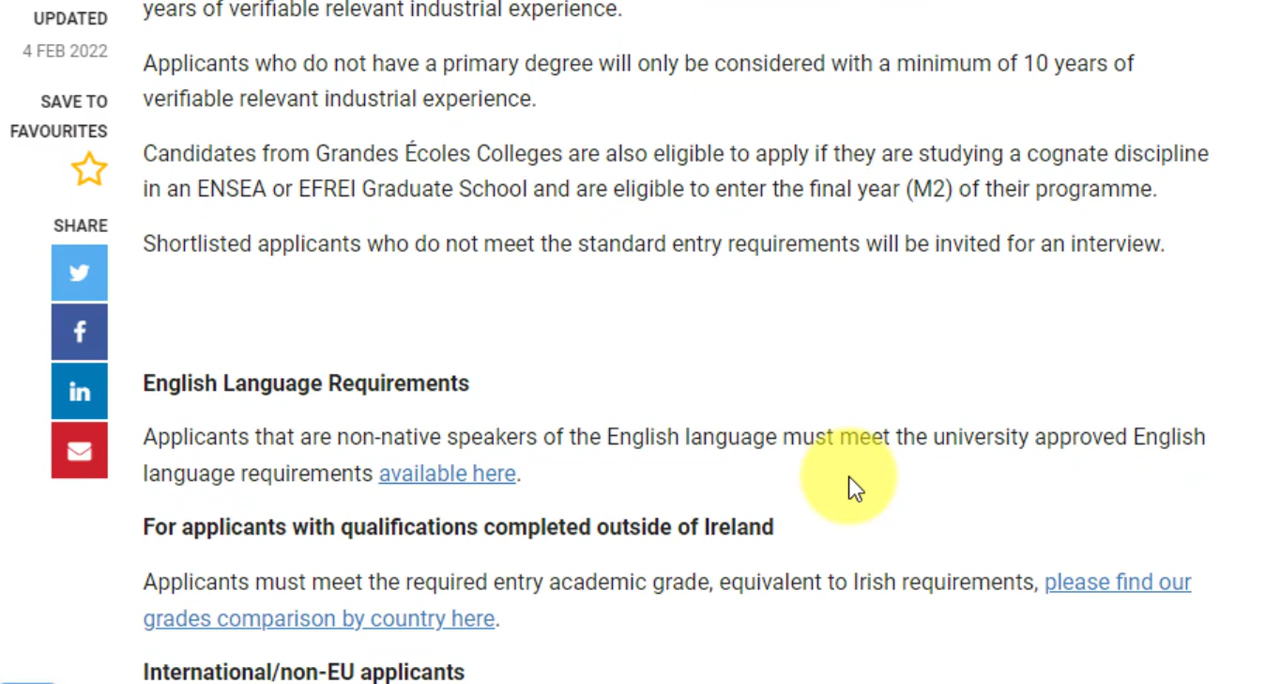 UPDATED
4 FEB 2022
SAVE TO
FAVOURITES
SHARE
years of verifiable relevant industrial experience.
Applicants who do not have a primary degree will only be considered with a minimum of 10 years of
verifiable relevant industrial experience.
Candidates from Grandes Écoles Colleges are also eligible to apply if they are studying a cognate discipline
in an ENSEA or EFREI Graduate School and are eligible to enter the final year (M2) of their programme.
Shortlisted applicants who do not meet the standard entry requirements will be invited for an interview.
English Language Requirements
Applicants that are non-native speakers of the English language must meet the university approved English
language requirements available here.
For applicants with qualifications completed outside of Ireland
Applicants must meet the required entry academic grade, equivalent to Irish requirements, please find our
grades comparison by country here.
International/non-EU applicants